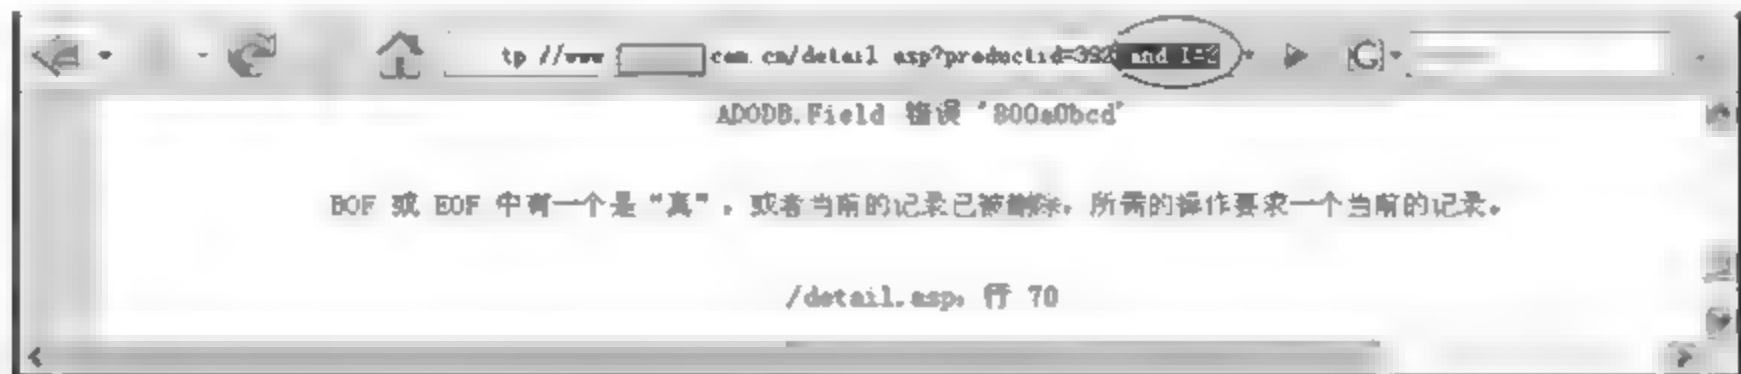 tp //www com.cn/detail asp?productid=392 and 1=2
ADODB.Field 错误 '800a0bcd'
BOF 或 EOF 中有一个是“真”，或者当前的记录已被删除，所需的操作要求一个当前的记录。
/detail.asp，行 70